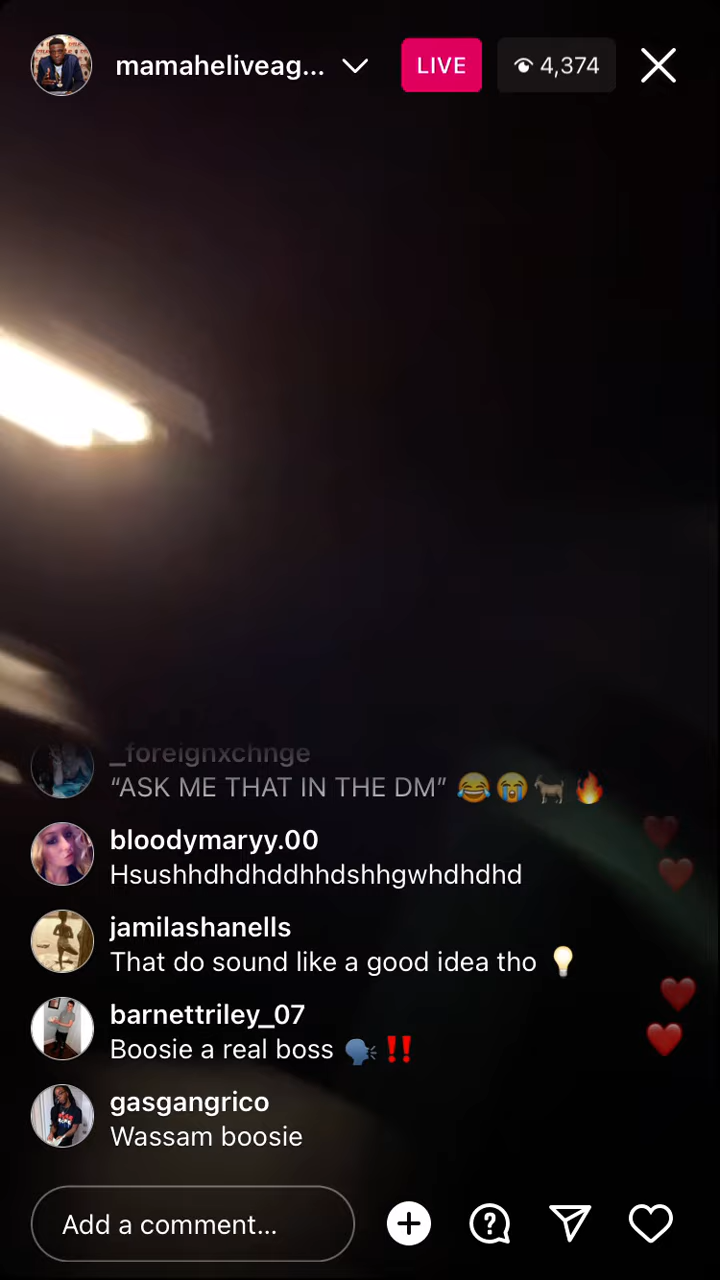 mamaheliveag...
LIVE
4,374
_foreignxchnge
“ASK ME THAT IN THE DM” 😂😭🐐🔥
bloodymaryy.00
Hsushhdhdhddhhdshhgwhdhdhd
jamilashanells
That do sound like a good idea tho 💡
barnettriley_07
Boosie a real boss 🗣️‼️
gasgangrico
Wassam boosie
Add a comment...